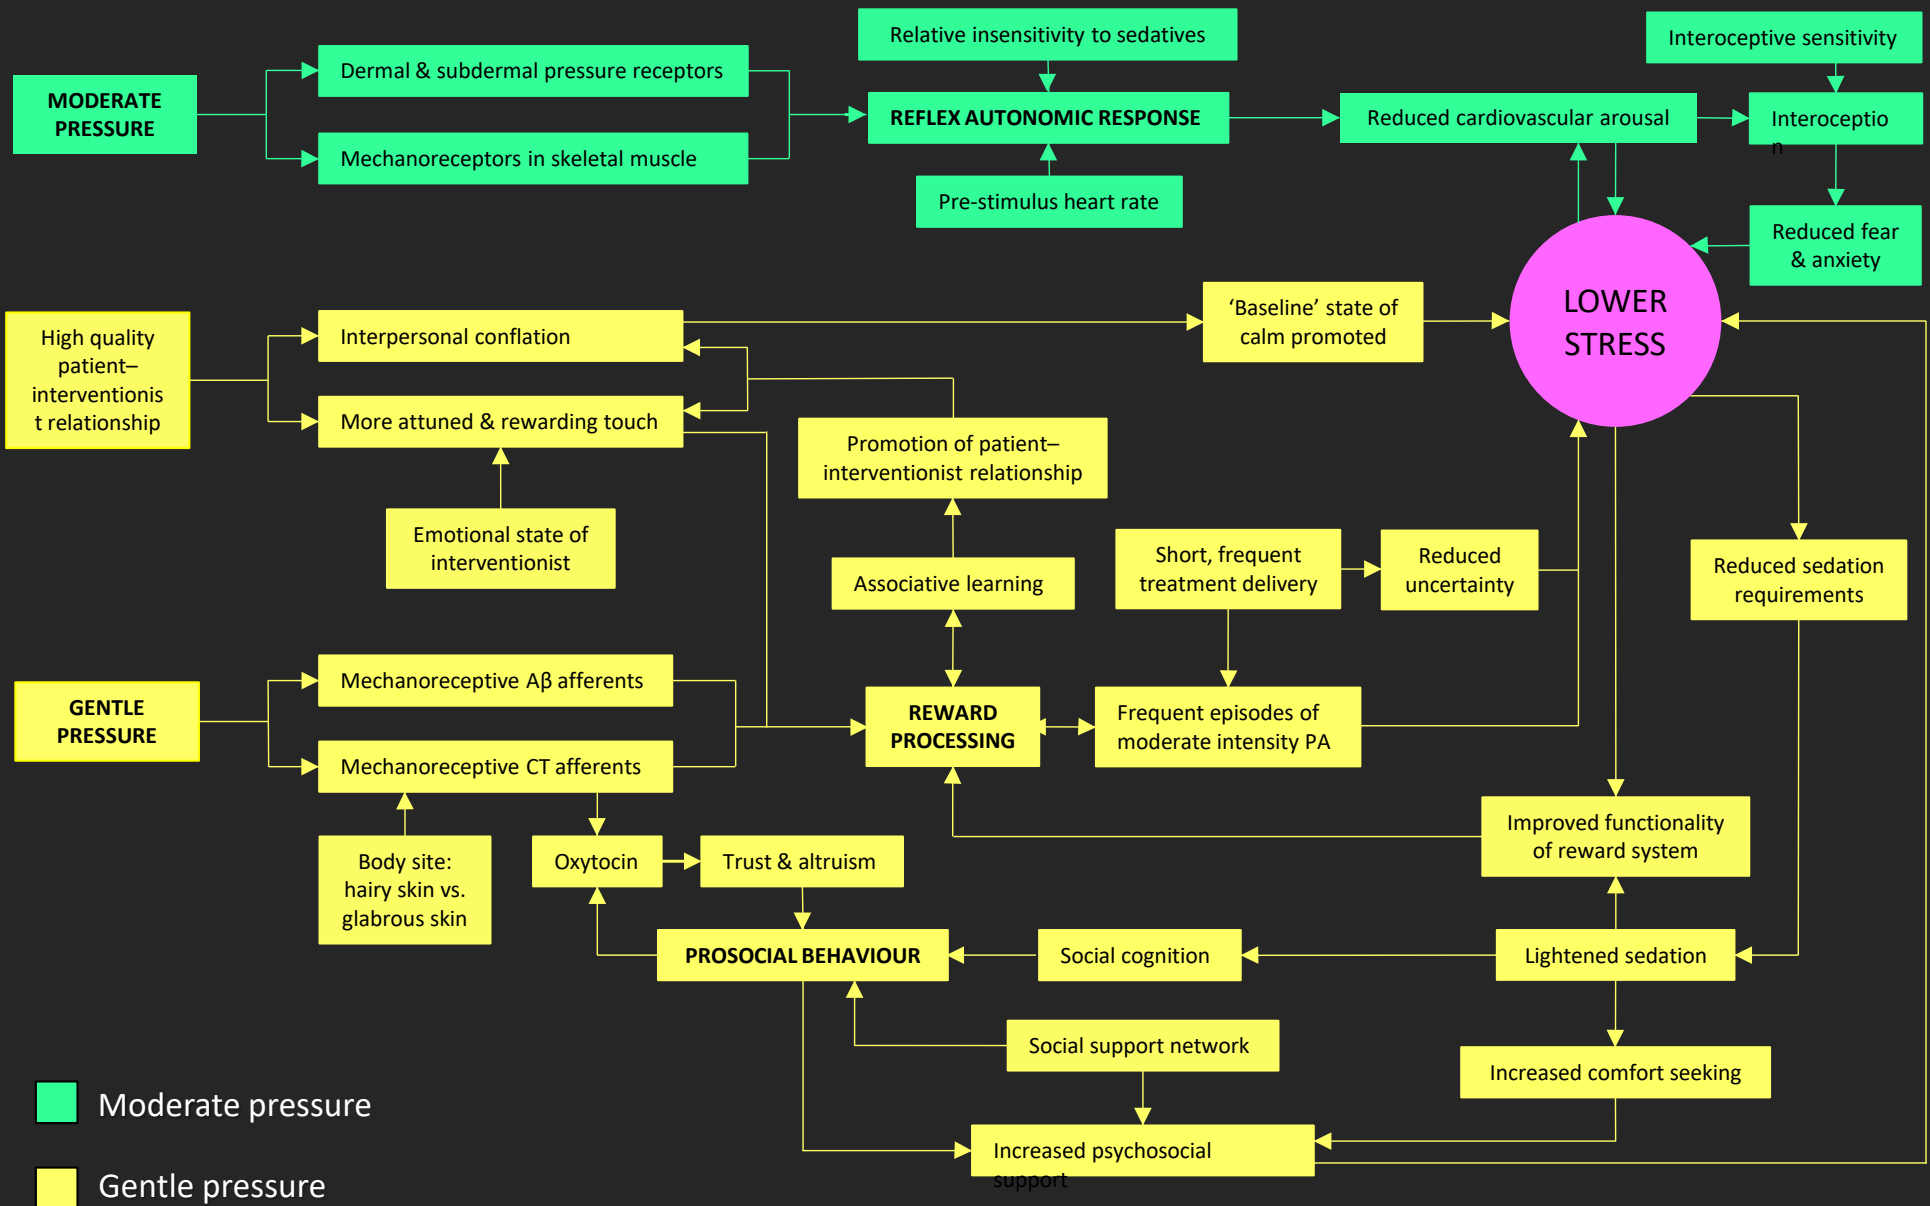 Relative insensitivity to sedatives
Interoceptive sensitivity
Dermal & subdermal pressure receptors
MODERATE
PRESSURE
REFLEX AUTONOMIC RESPONSE
Reduced cardiovascular arousal
Interoceptio
n
Mechanoreceptors in skeletal muscle
Pre-stimulus heart rate
Reduced fear
& anxiety
LOWER
STRESS
High quality
patient–
interventionis
t relationship
Interpersonal conflation
‘Baseline’ state of
calm promoted
More attuned & rewarding touch
Promotion of patient–
interventionist relationship
Emotional state of
interventionist
Associative learning
Short, frequent
treatment delivery
Reduced
uncertainty
Reduced sedation
requirements
Mechanoreceptive Aβ afferents
GENTLE
PRESSURE
REWARD
PROCESSING
Frequent episodes of
moderate intensity PA
Mechanoreceptive CT afferents
Improved functionality
of reward system
Body site:
hairy skin vs.
glabrous skin
Oxytocin
Trust & altruism
PROSOCIAL BEHAVIOUR
Social cognition
Lightened sedation
Social support network
Increased comfort seeking
Increased psychosocial
support
Moderate pressure
Gentle pressure